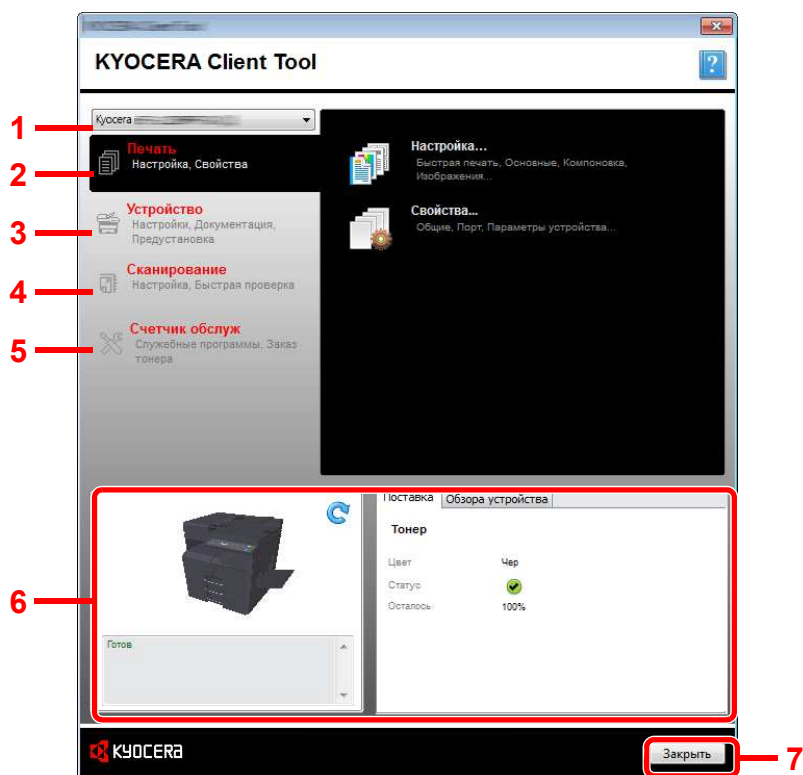 KYOCERA Client Tool
?
1
Kyocera
2
Печать
Настройка, Свойства
3
Устройство
Настройки, Документация,
Предустановка
4
Сканирование
Настройка, Быстрая проверка
5
Счетчик обслуж
Служебные программы, Заказ
тонера
Настройка...
Быстрая печать, Основные, Компоновка,
Изображения...
Свойства...
Общие, Порт, Параметры устройства...
6
Готов
Поставка Обзора устройства
Тонер
Цвет Чер
Статус
Осталось 100%
KYOCERA
Закрыть
7